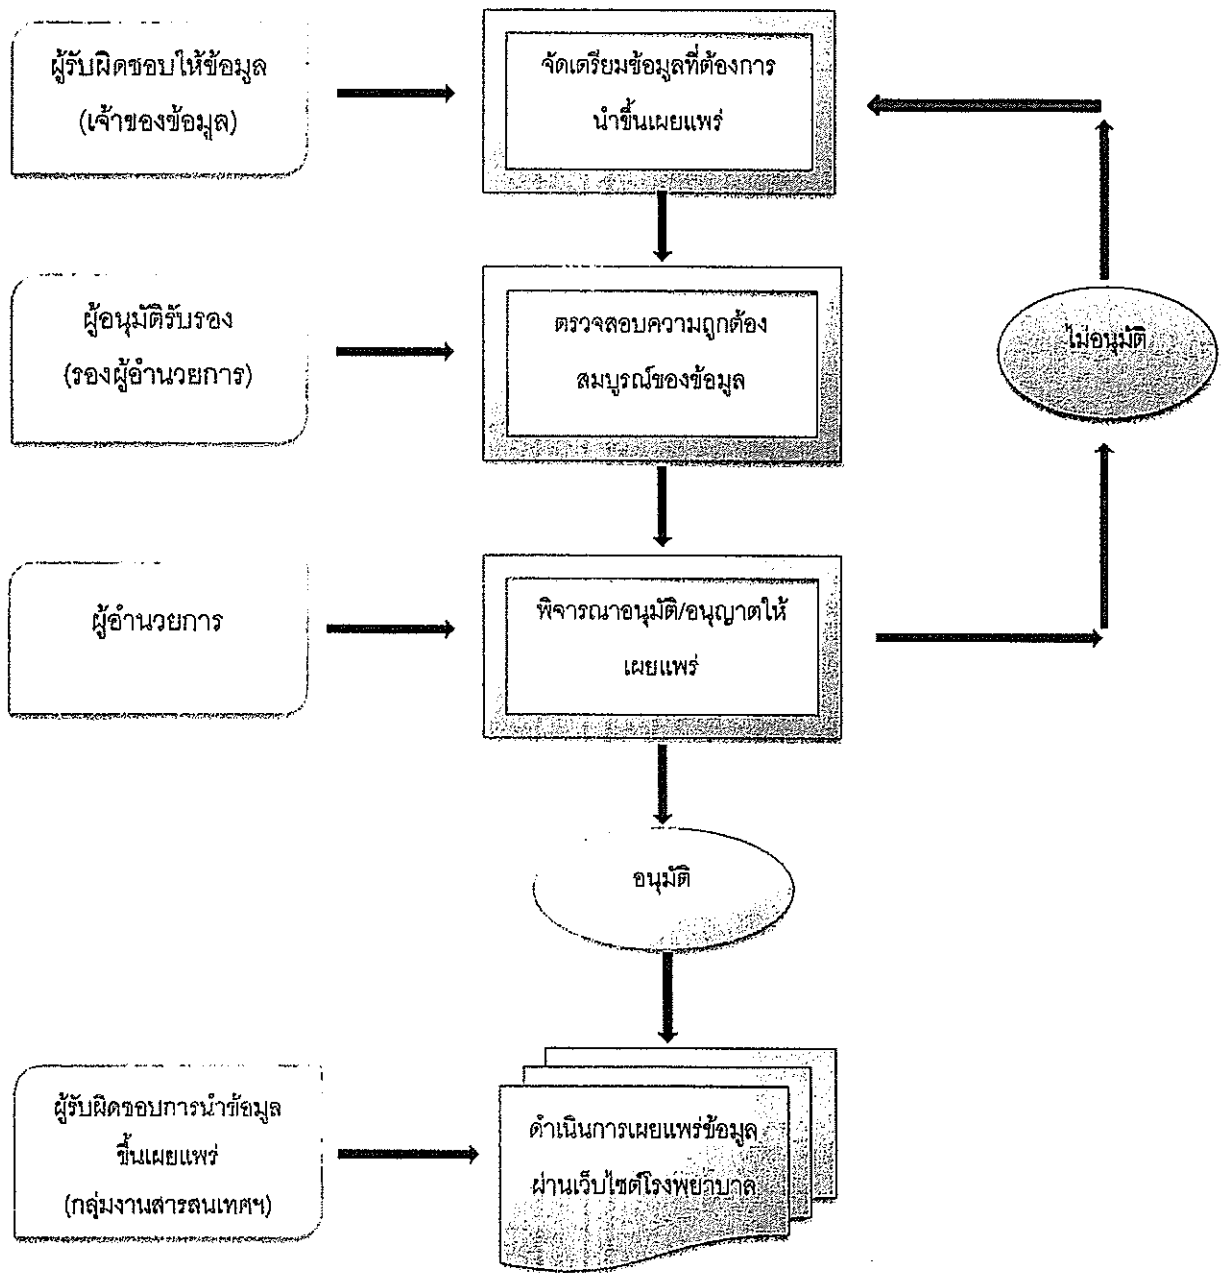 ผู้รับผิดชอบให้ข้อมูล
(เจ้าของข้อมูล)
จัดเตรียมข้อมูลที่ต้องการ
นำขึ้นเผยแพร่
ผู้อนุมัติรับรอง
(รองผู้อำนวยการ)
ตรวจสอบความถูกต้อง
สมบูรณ์ของข้อมูล
ไม่อนุมัติ
ผู้อำนวยการ
พิจารณาอนุมัติ/อนุญาตให้
เผยแพร่
อนุมัติ
ผู้รับผิดชอบการนำข้อมูล
ขึ้นเผยแพร่
(กลุ่มงานสารสนเทศฯ)
ดำเนินการเผยแพร่ข้อมูล
ผ่านเว็บไซต์โรงพยาบาล